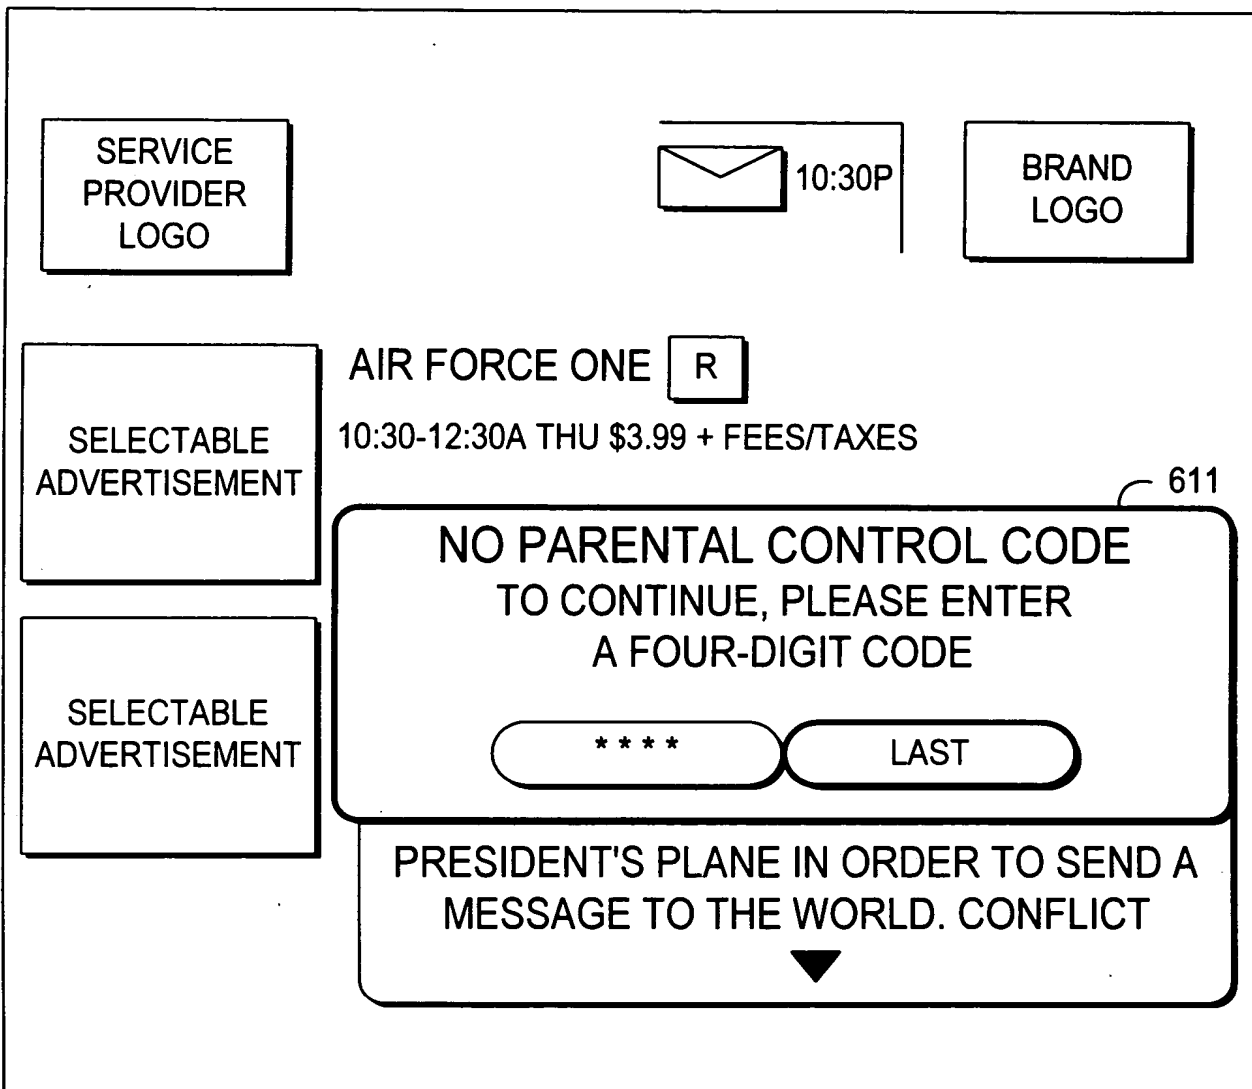 SERVICE
PROVIDER
LOGO
10:30P
BRAND
LOGO
AIR FORCE ONE R
10:30-12:30A THU $3.99 + FEES/TAXES
SELECTABLE
ADVERTISEMENT
611
NO PARENTAL CONTROL CODE
TO CONTINUE, PLEASE ENTER
A FOUR-DIGIT CODE
* * * * LAST
SELECTABLE
ADVERTISEMENT
PRESIDENT'S PLANE IN ORDER TO SEND A
MESSAGE TO THE WORLD. CONFLICT